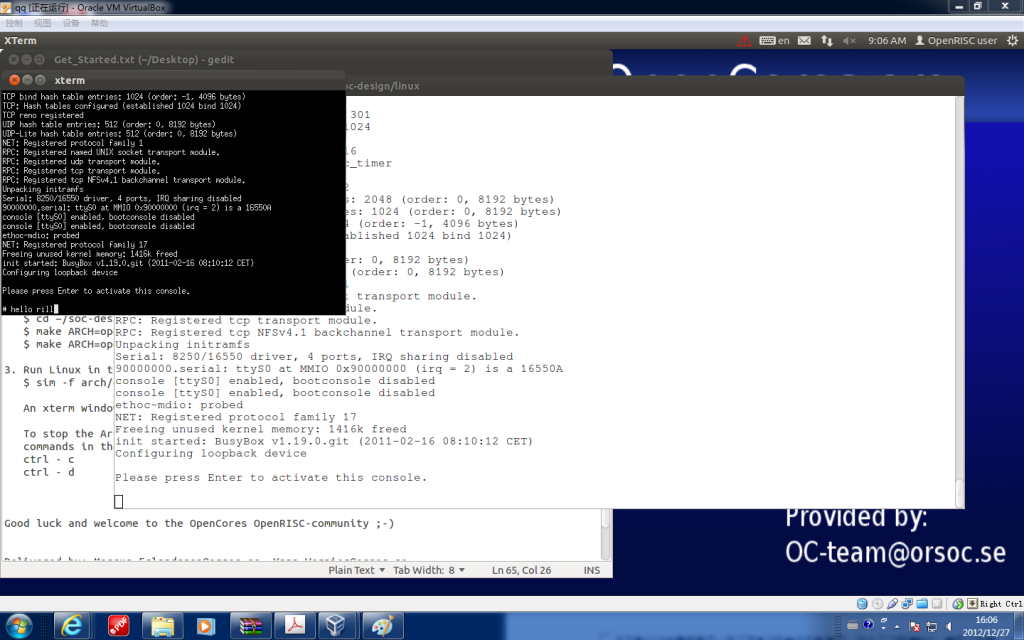 qq [正在运行] - Oracle VM VirtualBox
控制 视图 设备 帮助
XTerm
en
9:06 AM
OpenRISC user
Get_Started.txt (~/Desktop) - gedit
oc-design/linux
xterm
TCP bind hash table entries: 1024 (order: -1, 4096 bytes)
TCP: Hash tables configured (established 1024 bind 1024)
TCP reno registered
UDP hash table entries: 512 (order: 0, 8192 bytes)
UDP-Lite hash table entries: 512 (order: 0, 8192 bytes)
NET: Registered protocol family 1
RPC: Registered named UNIX socket transport module.
RPC: Registered udp transport module.
RPC: Registered tcp transport module.
RPC: Registered tcp NFSv4.1 backchannel transport module.
Unpacking initramfs
Serial: 8250/16550 driver, 4 ports, IRQ sharing disabled
90000000.serial: ttyS0 at MMIO 0x90000000 (irq = 2) is a 16550A
console [ttyS0] enabled, bootconsole disabled
console [ttyS0] enabled, bootconsole disabled
ethoc-mdio: probed
NET: Registered protocol family 17
Freeing unused kernel memory: 1416k freed
init started: BusyBox v1.19.0.git (2011-02-16 08:10:12 CET)
Configuring loopback device
Please press Enter to activate this console.
# hello rill
301
1024
16
c_timer
2
s: 2048 (order: 0, 8192 bytes)
es: 1024 (order: 0, 8192 bytes)
4 (order: -1, 4096 bytes)
ablished 1024 bind 1024)
er: 0, 8192 bytes)
(order: 0, 8192 bytes)
transport module.
dule.
RPC: Registered tcp transport module.
RPC: Registered tcp NFSv4.1 backchannel transport module.
Unpacking initramfs
Serial: 8250/16550 driver, 4 ports, IRQ sharing disabled
90000000.serial: ttyS0 at MMIO 0x90000000 (irq = 2) is a 16550A
console [ttyS0] enabled, bootconsole disabled
console [ttyS0] enabled, bootconsole disabled
ethoc-mdio: probed
NET: Registered protocol family 17
Freeing unused kernel memory: 1416k freed
init started: BusyBox v1.19.0.git (2011-02-16 08:10:12 CET)
Configuring loopback device
Please press Enter to activate this console.
$ cd ~/soc-des
$ make ARCH=op
$ make ARCH=op
3. Run Linux in t
$ sim -f arch/
An xterm windo
To stop the Ar
commands in th
ctrl - c
ctrl - d
Good luck and welcome to the OpenCores OpenRISC-community ;-)
Plain Text
Tab Width: 8
Ln 65, Col 26
INS
Provided by:
OC-team@orsoc.se
Right Ctrl
PDF
16:06
2012/12/27